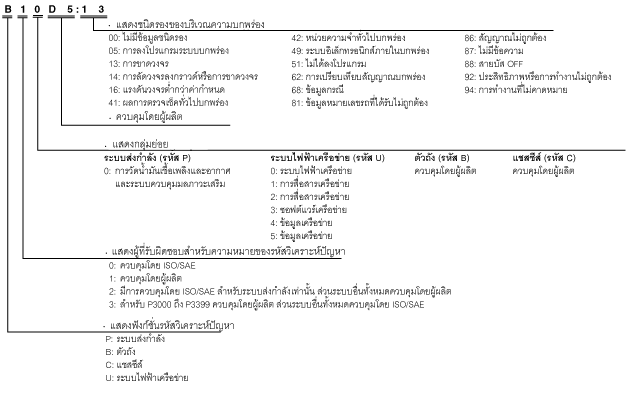 B 1 0 D 5:1 3
· แสดงชนิดรองของบริเวณความบกพร่อง
00: ไม่มีข้อมูลชนิดรอง 42: หน่วยความจำทั่วไปบกพร่อง 86: สัญญาณไม่ถูกต้อง
05: การลงโปรแกรมระบบบกพร่อง 49: ระบบอิเล็กทรอนิกส์ภายในบกพร่อง 87: ไม่มีข้อความ
13: การขาดวงจร 51: ไม่ได้ลงโปรแกรม 88: สายบัส OFF
14: การลัดวงจรลงกราวด์หรือการขาดวงจร 62: การเปรียบเทียบสัญญาณบกพร่อง 92: ประสิทธิภาพหรือการทำงานไม่ถูกต้อง
16: แรงดันวงจรต่ำกว่าค่ากำหนด 68: ข้อมูลกรณี 94: การทำงานที่ไม่คาดหมาย
41: ผลการตรวจเช็คทั่วไปบกพร่อง 81: ข้อมูลหมายเลขรถที่ได้รับไม่ถูกต้อง
· ควบคุมโดยผู้ผลิต
· แสดงกลุ่มย่อย
ระบบส่งกำลัง (รหัส P) ระบบไฟฟ้าเครือข่าย (รหัส U) ตัวถัง (รหัส B) แชสซีส์ (รหัส C)
0: การวัดน้ำมันเชื้อเพลิงและอากาศ 0: ระบบไฟฟ้าเครือข่าย ควบคุมโดยผู้ผลิต ควบคุมโดยผู้ผลิต
และระบบควบคุมมลภาวะเสริม 1: การสื่อสารเครือข่าย
2: การสื่อสารเครือข่าย
3: ซอฟต์แวร์เครือข่าย
4: ข้อมูลเครือข่าย
5: ข้อมูลเครือข่าย
· แสดงผู้ที่รับผิดชอบสำหรับความหมายของรหัสวิเคราะห์ปัญหา
0: ควบคุมโดย ISO/SAE
1: ควบคุมโดยผู้ผลิต
2: มีการควบคุมโดย ISO/SAE สำหรับระบบส่งกำลังเท่านั้น ส่วนระบบอื่นทั้งหมดควบคุมโดยผู้ผลิต
3: สำหรับ P3000 ถึง P3399 ควบคุมโดยผู้ผลิต ส่วนระบบอื่นทั้งหมดควบคุมโดย ISO/SAE
· แสดงฟังก์ชั่นรหัสวิเคราะห์ปัญหา
P: ระบบส่งกำลัง
B: ตัวถัง
C: แชสซีส์
U: ระบบไฟฟ้าเครือข่าย